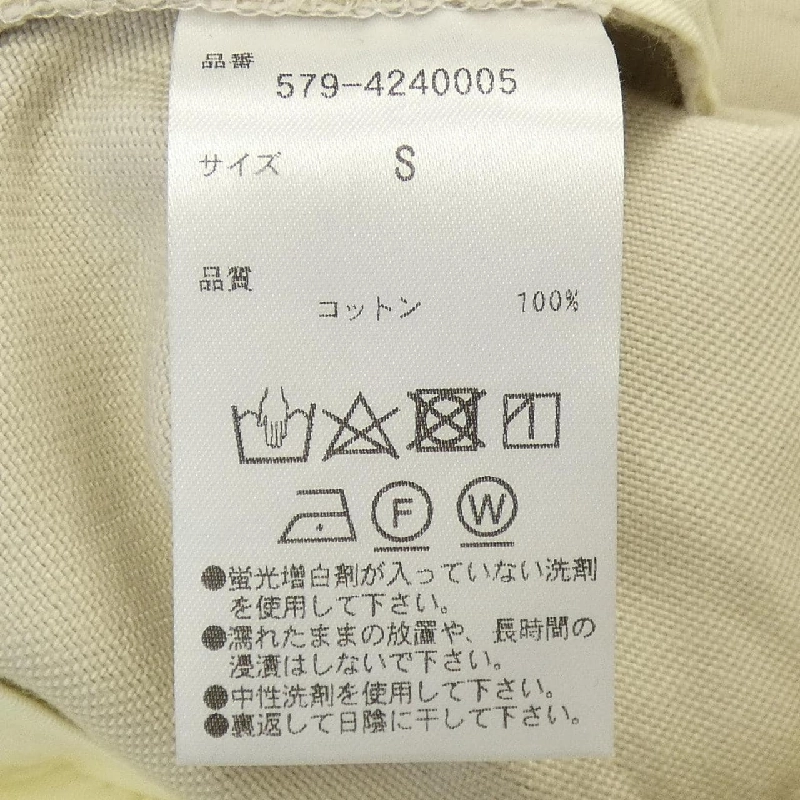 品番
579-4240005
サイズ S
品質
コットン 100%
F W
●蛍光増白剤が入っていない洗剤
を使用して下さい。
●濡れたままの放置や、長時間の
浸漬はしないで下さい。
●中性洗剤を使用して下さい。
●裏返して日陰に干して下さい。